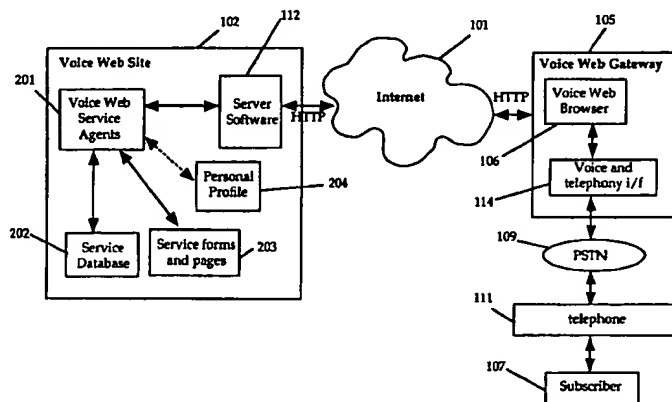 102
112
101
105
Voice Web Site
Voice Web Gateway
201
Voice Web
Service
Agents
Server
Software
HTTP
Internet
HTTP
Voice Web
Browser
106
Personal
Profile
204
Voice and
telephony i/f
114
202
Service
Database
Service forms
and pages
203
109
PSTN
111
telephone
107
Subscriber